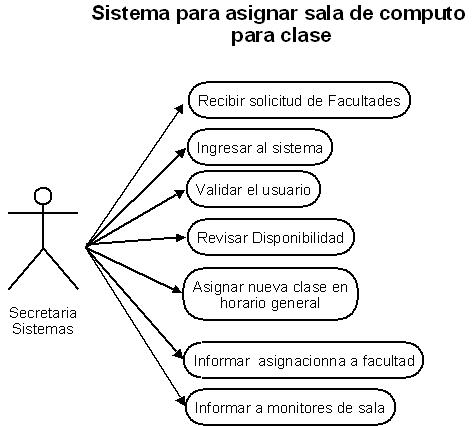 Sistema para asignar sala de computo
para clase
Recibir solicitud de Facultades
Ingresar al sistema
Validar el usuario
Revisar Disponibilidad
Asignar nueva clase en
horario general
Secretaria
Sistemas
Informar asignacionna a facultad
Informar a monitores de sala